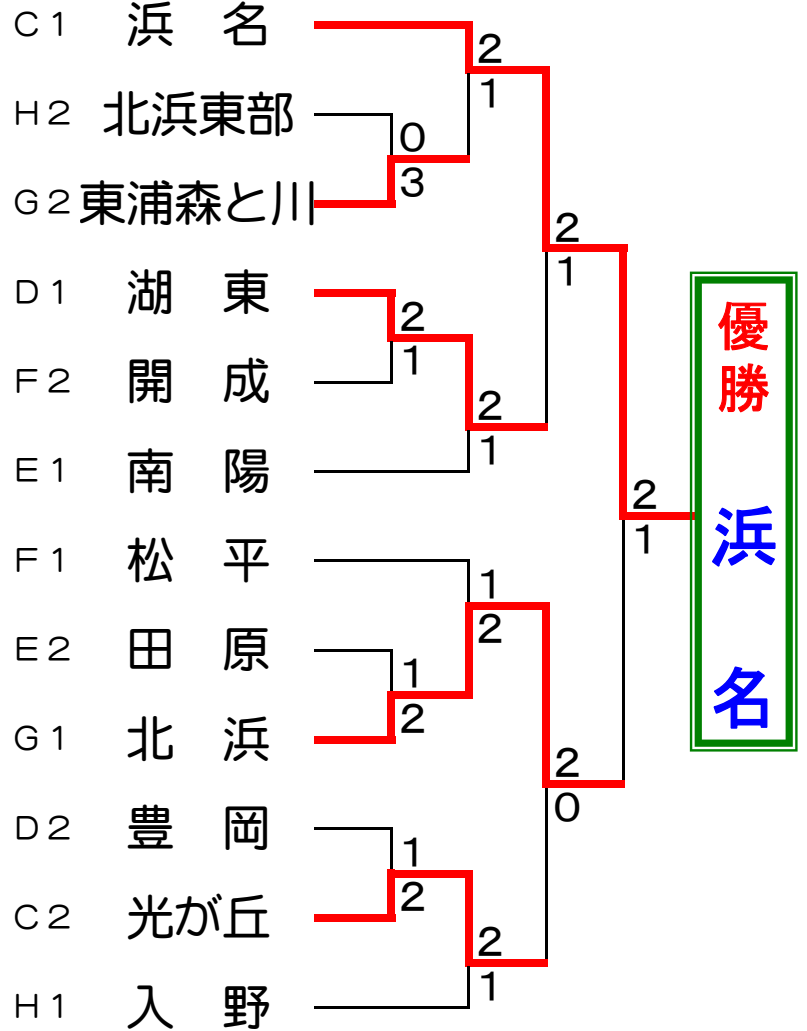 C1 浜 名
2
1
H2 北浜東部
0
3
G2 東浦森と川
2
1
D1 湖 東
2
1
F2 開 成
2
1
E1 南 陽
2
1
F1 松 平
1
2
E2 田 原
1
2
G1 北 浜
2
0
D2 豊 岡
1
2
C2 光が丘
2
1
H1 入 野
優勝
浜 名